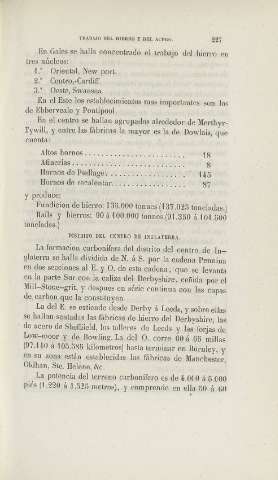 TRABAJO DEL HIERRO Y DEL ACERO. 227
En Gales se halla concentrado el trabajo del hierro en
tres núcleos:
1.º Oriental, New port.
2.º Centro,-Cardiff.
3.º Oeste, Swansea.
En el Este los establecimientos mas importantes son los
de Ebberyvale y Pontipool.
En el centro se hallan agrupados alrededor de Merthyr-
Tywill, y entre las fábricas la mayor es la de Dowlais, que
cuenta:
Altos hornos . . . . . . . . . . . . . . . . . . . . . . . 18
Afinerías . . . . . . . . . . . . . . . . . . . . . . . . . 8
Hornos de Pudlage . . . . . . . . . . . . . . . . . . . 145
Hornos de recalentar . . . . . . . . . . . . . . . . . 87
y produce:
Fundicion de hierro: 135.000 tonnes (137.025 toneladas.)
Rails y hierros: 90 á 100.000 tonnes (91.350 á 101.500
toneladas.)
DISTRITO DEL CENTRO DE INGLATERRA.
La formacion carbonífera del distrito del centro de In-
glaterra se halla dividida de N. á S. por la cadena Pennina
en dos secciones al E. y O. de esta cadena, que se levanta
en la parte Sur con la caliza del Derbyshire, ceñida por el
Mill-Stone-grit, y despues en série continua con las capas
de carbon que la constituyen.
La del E. se estiende desde Derby á Leeds, y sobre ellas
se hallan sentadas las fábricas de hierro del Derbyshire, las
de acero de Sheffield, los talleres de Leeds y las forjas de
Low-moor y de Bowling. La del O. corre 60 á 65 millas
(97.140 á 105.585 kilometros) hasta terminar en Burnley, y
en su zona están establecidas las fábricas de Manchester,
Oldhan, Ste. Helens, &c.
La potencia del terreno carbonífero es de 4.000 á 5.000
piés (1.220 á 1.525 metros), y comprende en ella 50 á 60